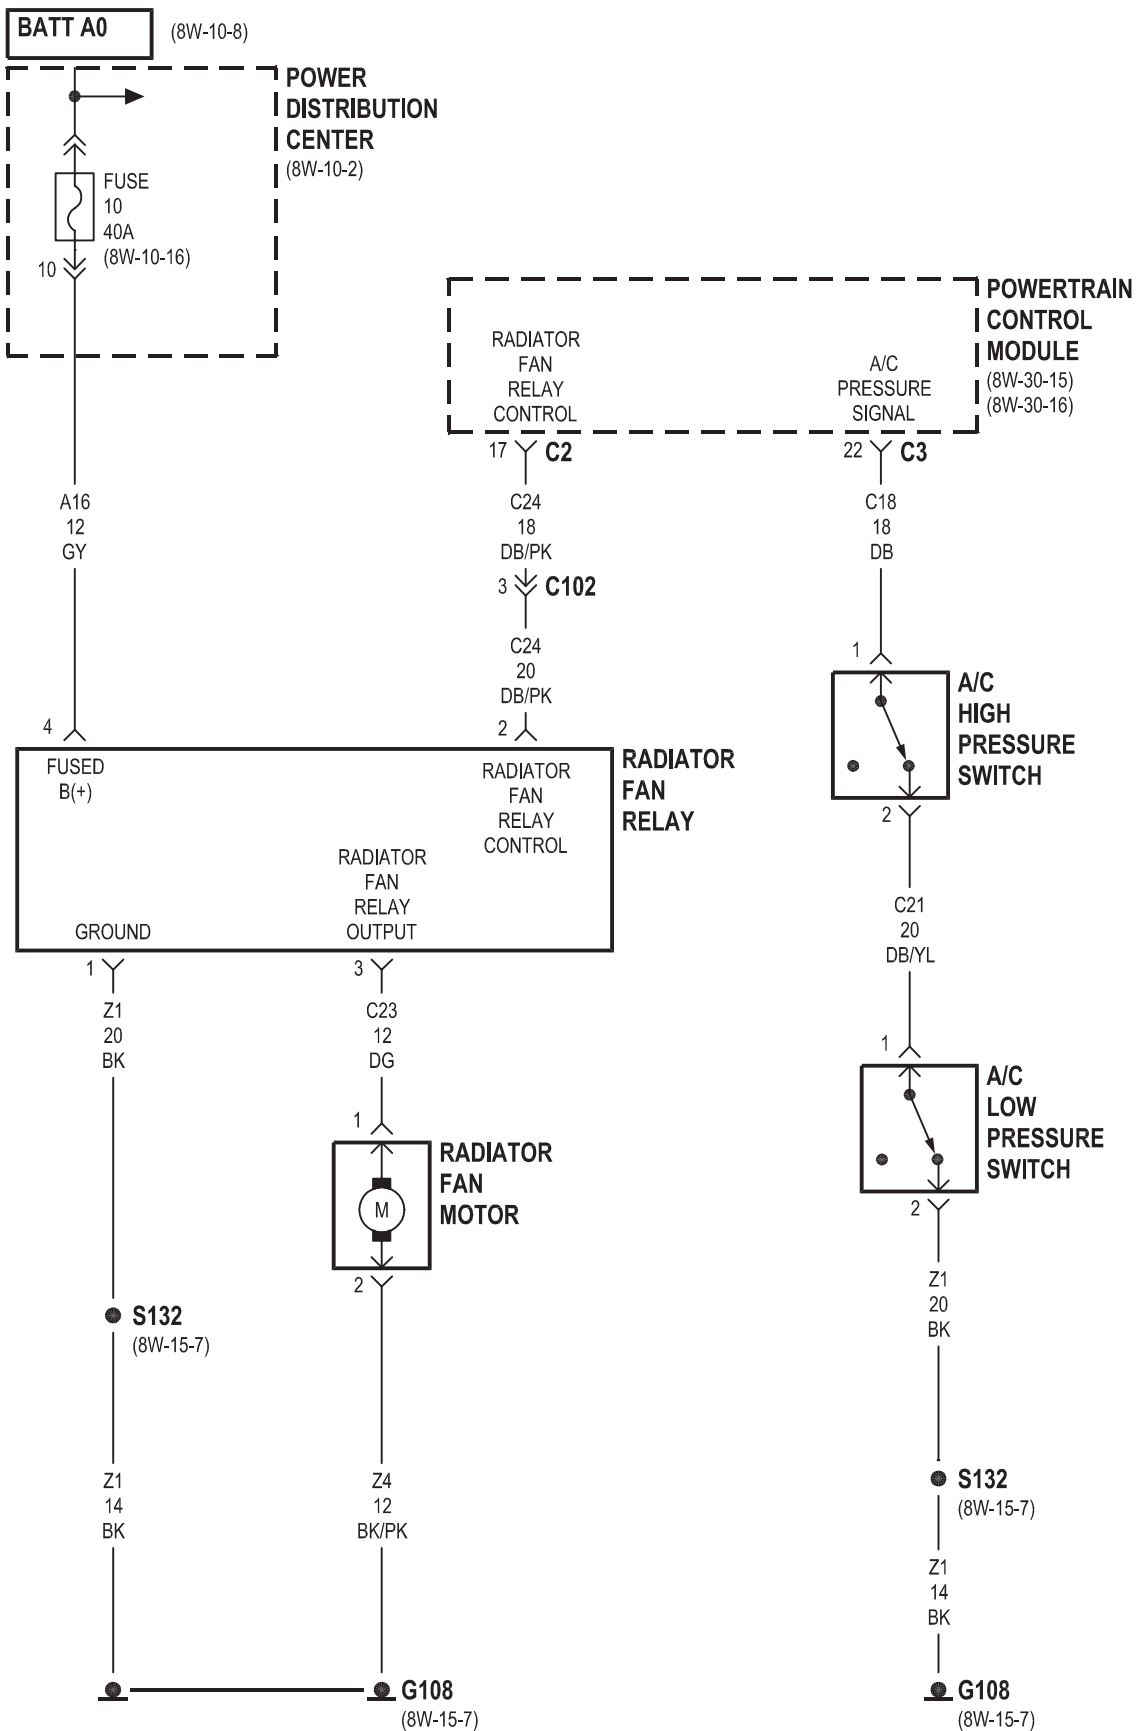 BATT A0
(8W-10-8)
POWER
DISTRIBUTION
CENTER
(8W-10-2)
FUSE
10
40A
(8W-10-16)
10
POWERTRAIN
CONTROL
MODULE
(8W-30-15)
(8W-30-16)
RADIATOR
FAN
RELAY
CONTROL
A/C
PRESSURE
SIGNAL
17
C2
22
C3
A16
12
GY
C24
18
DB/PK
C18
18
DB
3
C102
C24
20
DB/PK
1
A/C
HIGH
PRESSURE
SWITCH
4
2
FUSED
B(+)
RADIATOR
FAN
RELAY
CONTROL
RADIATOR
FAN
RELAY
2
RADIATOR
FAN
RELAY
OUTPUT
GROUND
C21
20
DB/YL
1
3
Z1
20
BK
C23
12
DG
1
A/C
LOW
PRESSURE
SWITCH
1
RADIATOR
FAN
MOTOR
M
2
2
Z1
20
BK
S132
(8W-15-7)
Z1
14
BK
Z4
12
BK/PK
S132
(8W-15-7)
Z1
14
BK
G108
(8W-15-7)
G108
(8W-15-7)